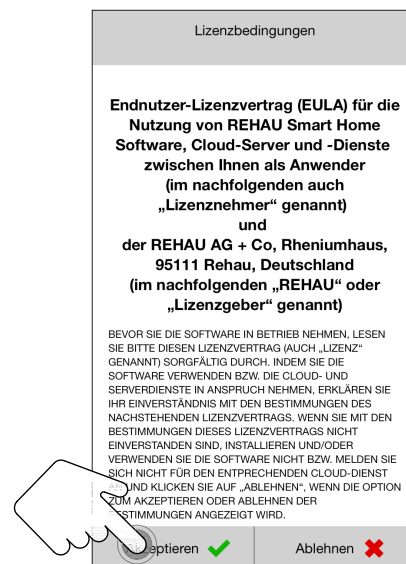 Lizenzbedingungen
Endnutzer-Lizenzvertrag (EULA) für die
Nutzung von REHAU Smart Home
Software, Cloud-Server und -Dienste
zwischen Ihnen als Anwender
(im nachfolgenden auch
„Lizenznehmer“ genannt)
und
der REHAU AG + Co, Rheniumhaus,
95111 Rehau, Deutschland
(im nachfolgenden „REHAU“ oder
„Lizenzgeber“ genannt)
BEVOR SIE DIE SOFTWARE IN BETRIEB NEHMEN, LESEN
SIE BITTE DIESEN LIZENZVERTRAG (AUCH „LIZENZ“
GENANNT) SORGFÄLTIG DURCH. INDEM SIE DIE
SOFTWARE VERWENDEN BZW. DIE CLOUD- UND
SERVERDIENSTE IN ANSPRUCH NEHMEN, ERKLÄREN SIE
IHR EINVERSTÄNDNIS MIT DEN BESTIMMUNGEN DES
NACHSTEHENDEN LIZENZVERTRAGS. WENN SIE MIT DEN
BESTIMMUNGEN DIESES LIZENZVERTRAGS NICHT
EINVERSTANDEN SIND, INSTALLIEREN UND/ODER
VERWENDEN SIE DIE SOFTWARE NICHT BZW. MELDEN SIE
SICH NICHT FÜR DEN ENTPRECHENDEN CLOUD-DIENST
UND KLICKEN SIE AUF „ABLEHNEN“, WENN DIE OPTION
ZUM AKZEPTIEREN ODER ABLEHNEN DER
BESTIMMUNGEN ANGEZEIGT WIRD.
Akzeptieren Ablehnen